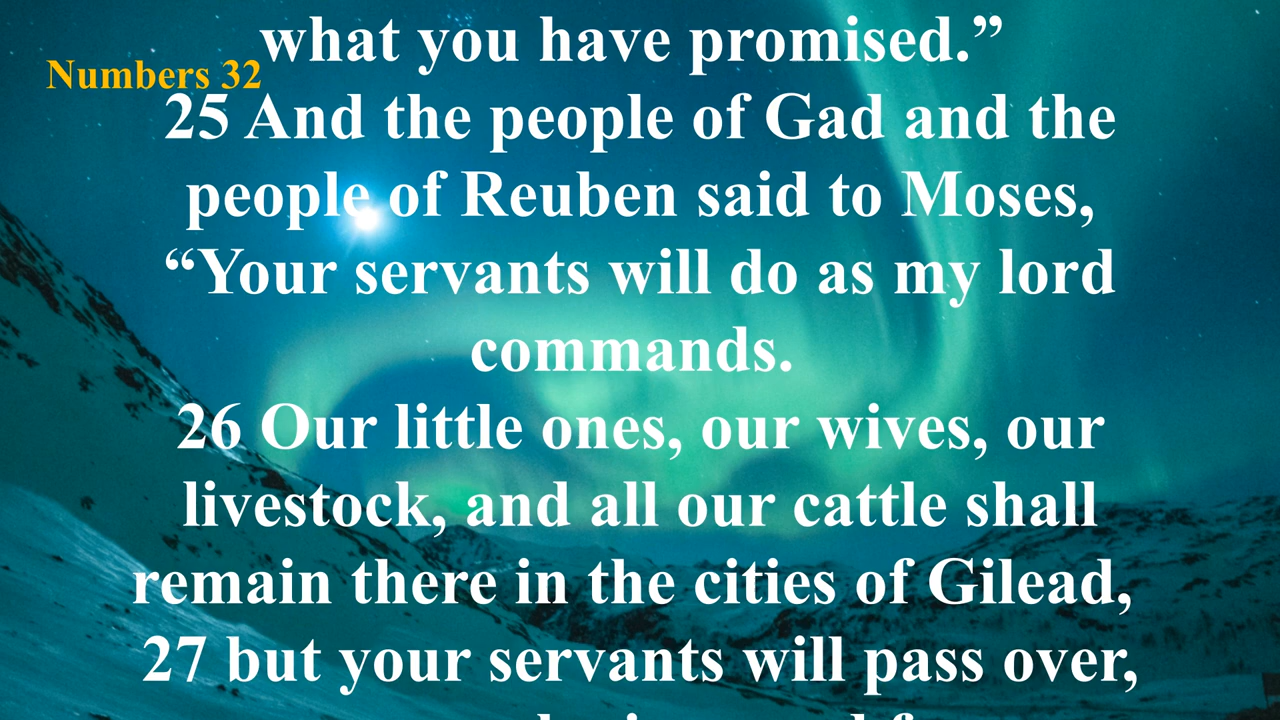 what you have promised.”
Numbers 32
25 And the people of Gad and the
people of Reuben said to Moses,
“Your servants will do as my lord
commands.
26 Our little ones, our wives, our
livestock, and all our cattle shall
remain there in the cities of Gilead,
27 but your servants will pass over,